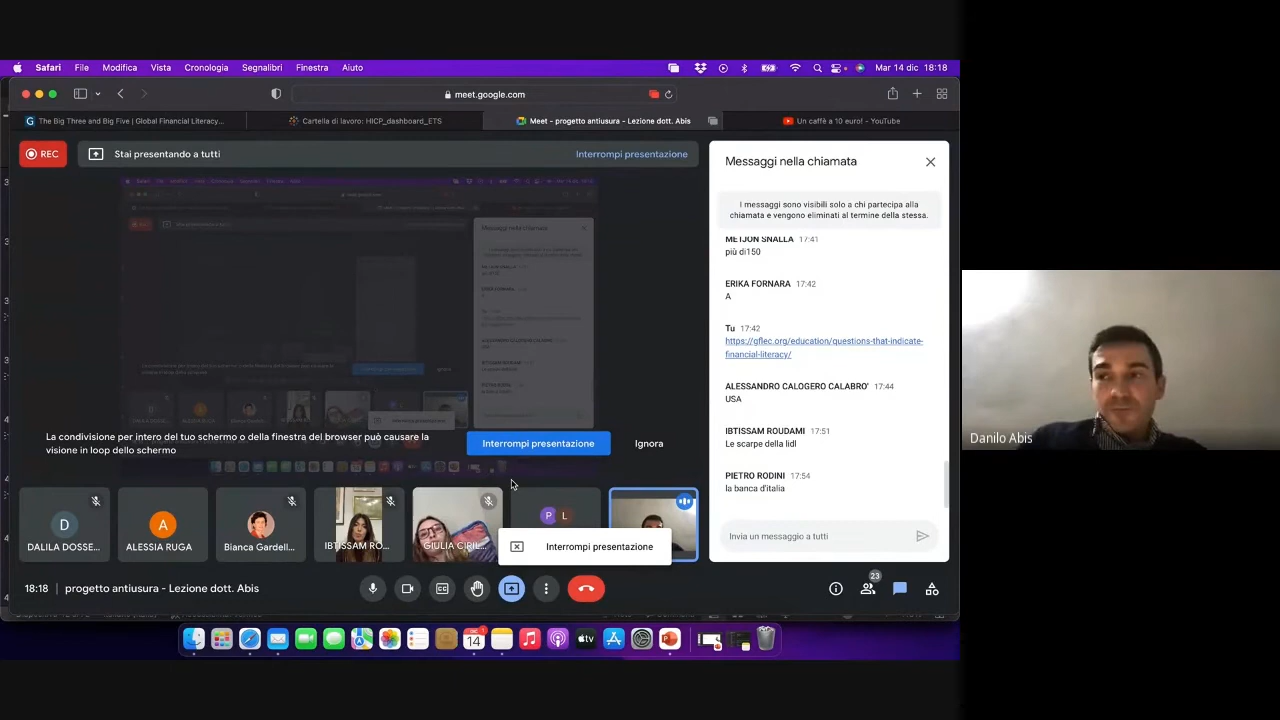 Safari File Modifica Vista Cronologia Segnalibri Finestra Aiuto Mar 14 dic 18:18
meet.google.com
The Big Three and Big Five | Global Financial Literacy...
Cartella di lavoro: HICP_dashboard_ETS
Meet - progetto antiusura - Lezione dott. Abis
Un caffè a 10 euro! - YouTube
REC
Stai presentando a tutti
Interrompi presentazione
La condivisione per intero del tuo schermo o della finestra del browser può causare la
visione in loop dello schermo
Interrompi presentazione
Ignora
D
DALILA DOSSE...
A
ALESSIA RUGA
Bianca Gardell...
IBTISSAM RO...
GIULIA CIRIL...
P L
Interrompi presentazione
18:18 | progetto antiusura - Lezione dott. Abis
Messaggi nella chiamata
I messaggi sono visibili solo a chi partecipa alla
chiamata e vengono eliminati al termine della stessa.
METJON SNALLA 17:41
più di150
ERIKA FORNARA 17:42
A
Tu 17:42
https://gflec.org/education/questions-that-indicate-
financial-literacy/
ALESSANDRO CALOGERO CALABRO' 17:44
USA
IBTISSAM ROUDAMI 17:51
Le scarpe della lidl
PIETRO RODINI 17:54
la banca d'italia
Invia un messaggio a tutti
23
DIC
14
tv
Danilo Abis